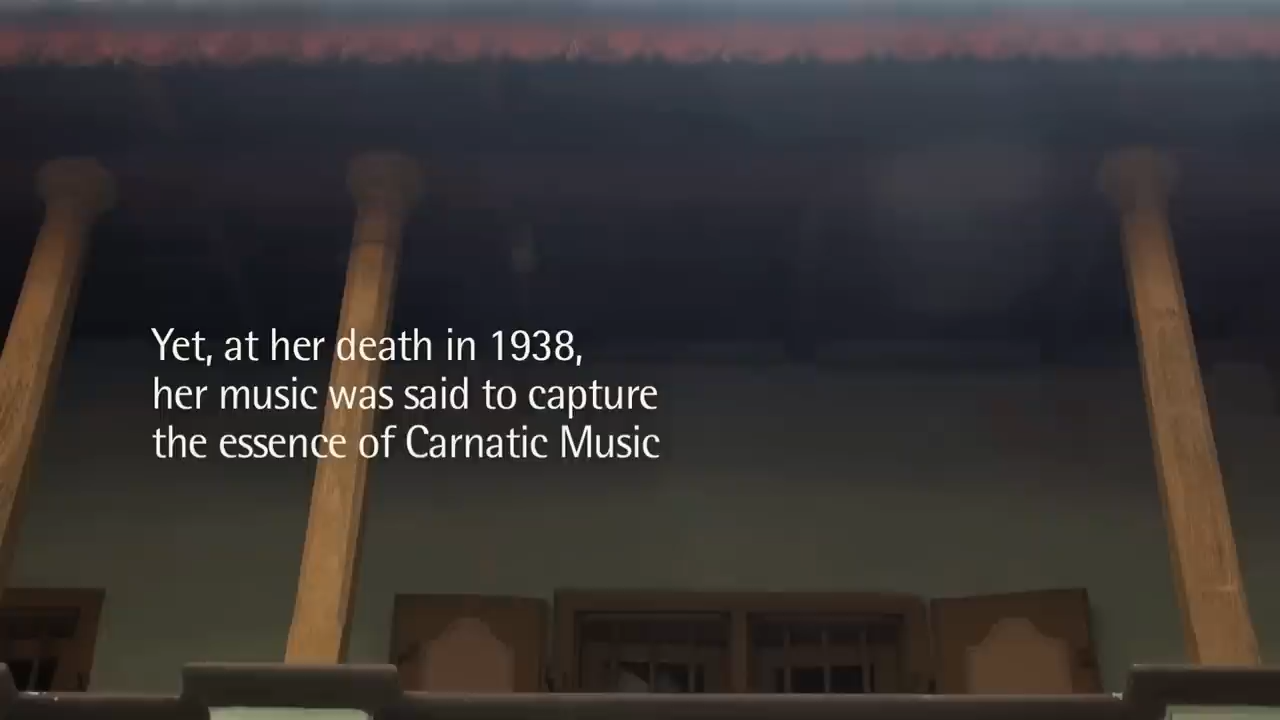 Yet, at her death in 1938,
her music was said to capture
the essence of Carnatic Music